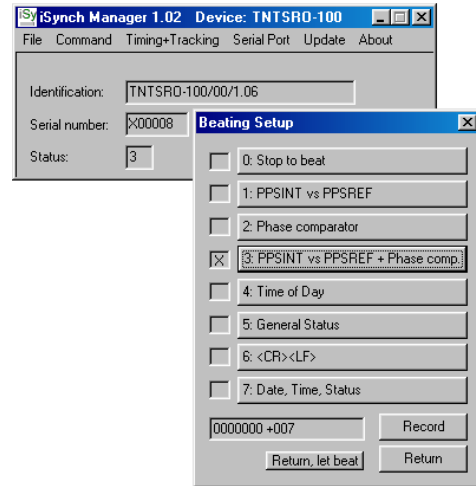 iSy iSynch Manager 1.02 Device: TNTSRO-100
File Command Timing+Tracking Serial Port Update About
Identification: TNTSRO-100/00/1.06
Serial number: X00008
Status: 3
Beating Setup
0: Stop to beat
1: PPSINT vs PPSREF
2: Phase comparator
X 3: PPSINT vs PPSREF + Phase comp.
4: Time of Day
5: General Status
6: <CR><LF>
7: Date, Time, Status
0000000 +007 Record
Return, let beat Return